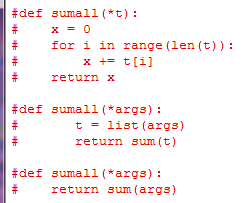 #def sumall(*t):
#    x = 0
#    for i in range(len(t)):
#        x += t[i]
#    return x

#def sumall(*args):
#       t = list(args)
#       return sum(t)

#def sumall(*args):
#    return sum(args)